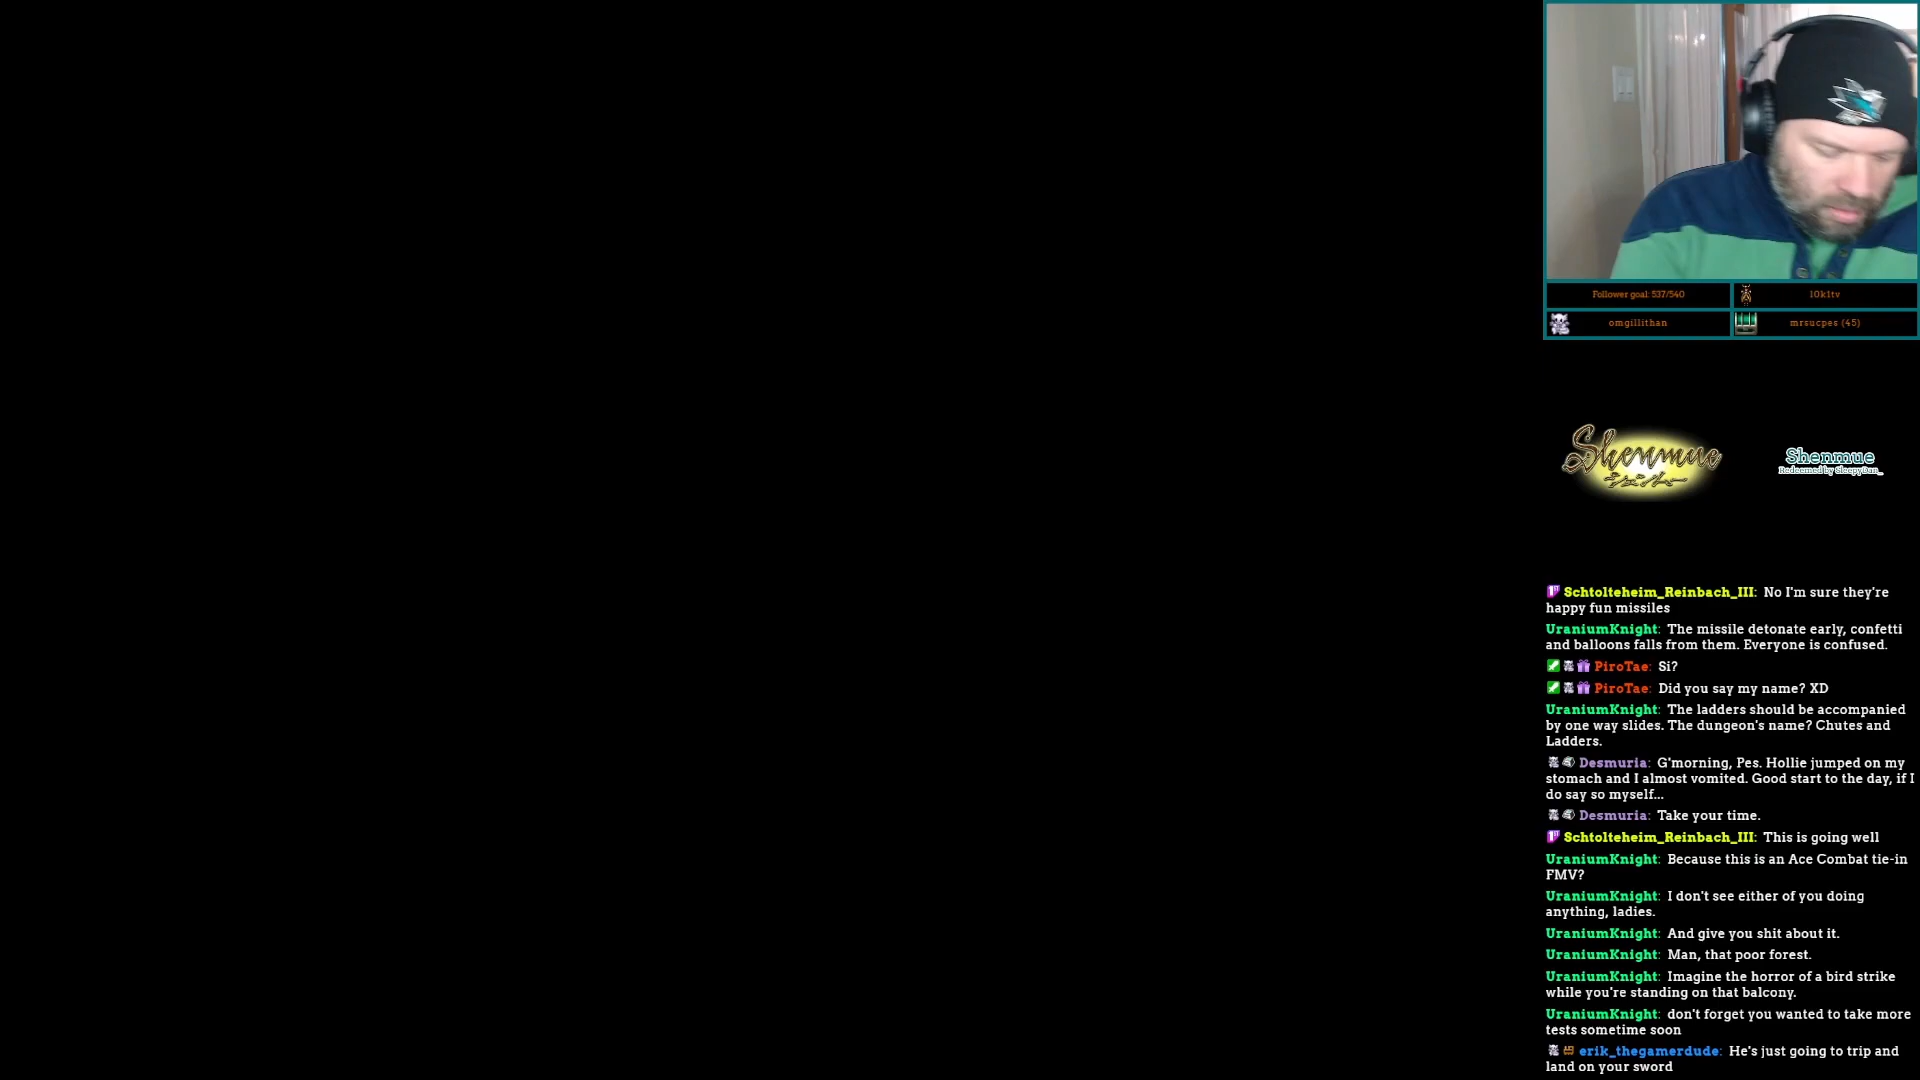 Follower goal: 537/540
10k1tv
omgillithan
mrsucpes (45)
Shenmue
Shenmue
Redeemed by SleepyDan_
Schtolteheim_Reinbach_III: No I'm sure they're
happy fun missiles
UraniumKnight: The missile detonate early, confetti
and balloons falls from them. Everyone is confused.
PiroTae: Si?
PiroTae: Did you say my name? XD
UraniumKnight: The ladders should be accompanied
by one way slides. The dungeon's name? Chutes and
Ladders.
Desmuria: G'morning, Pes. Hollie jumped on my
stomach and I almost vomited. Good start to the day, if I
do say so myself...
Desmuria: Take your time.
Schtolteheim_Reinbach_III: This is going well
UraniumKnight: Because this is an Ace Combat tie-in
FMV?
UraniumKnight: I don't see either of you doing
anything, ladies.
UraniumKnight: And give you shit about it.
UraniumKnight: Man, that poor forest.
UraniumKnight: Imagine the horror of a bird strike
while you're standing on that balcony.
UraniumKnight: don't forget you wanted to take more
tests sometime soon
erik_thegamerdude: He's just going to trip and
land on your sword